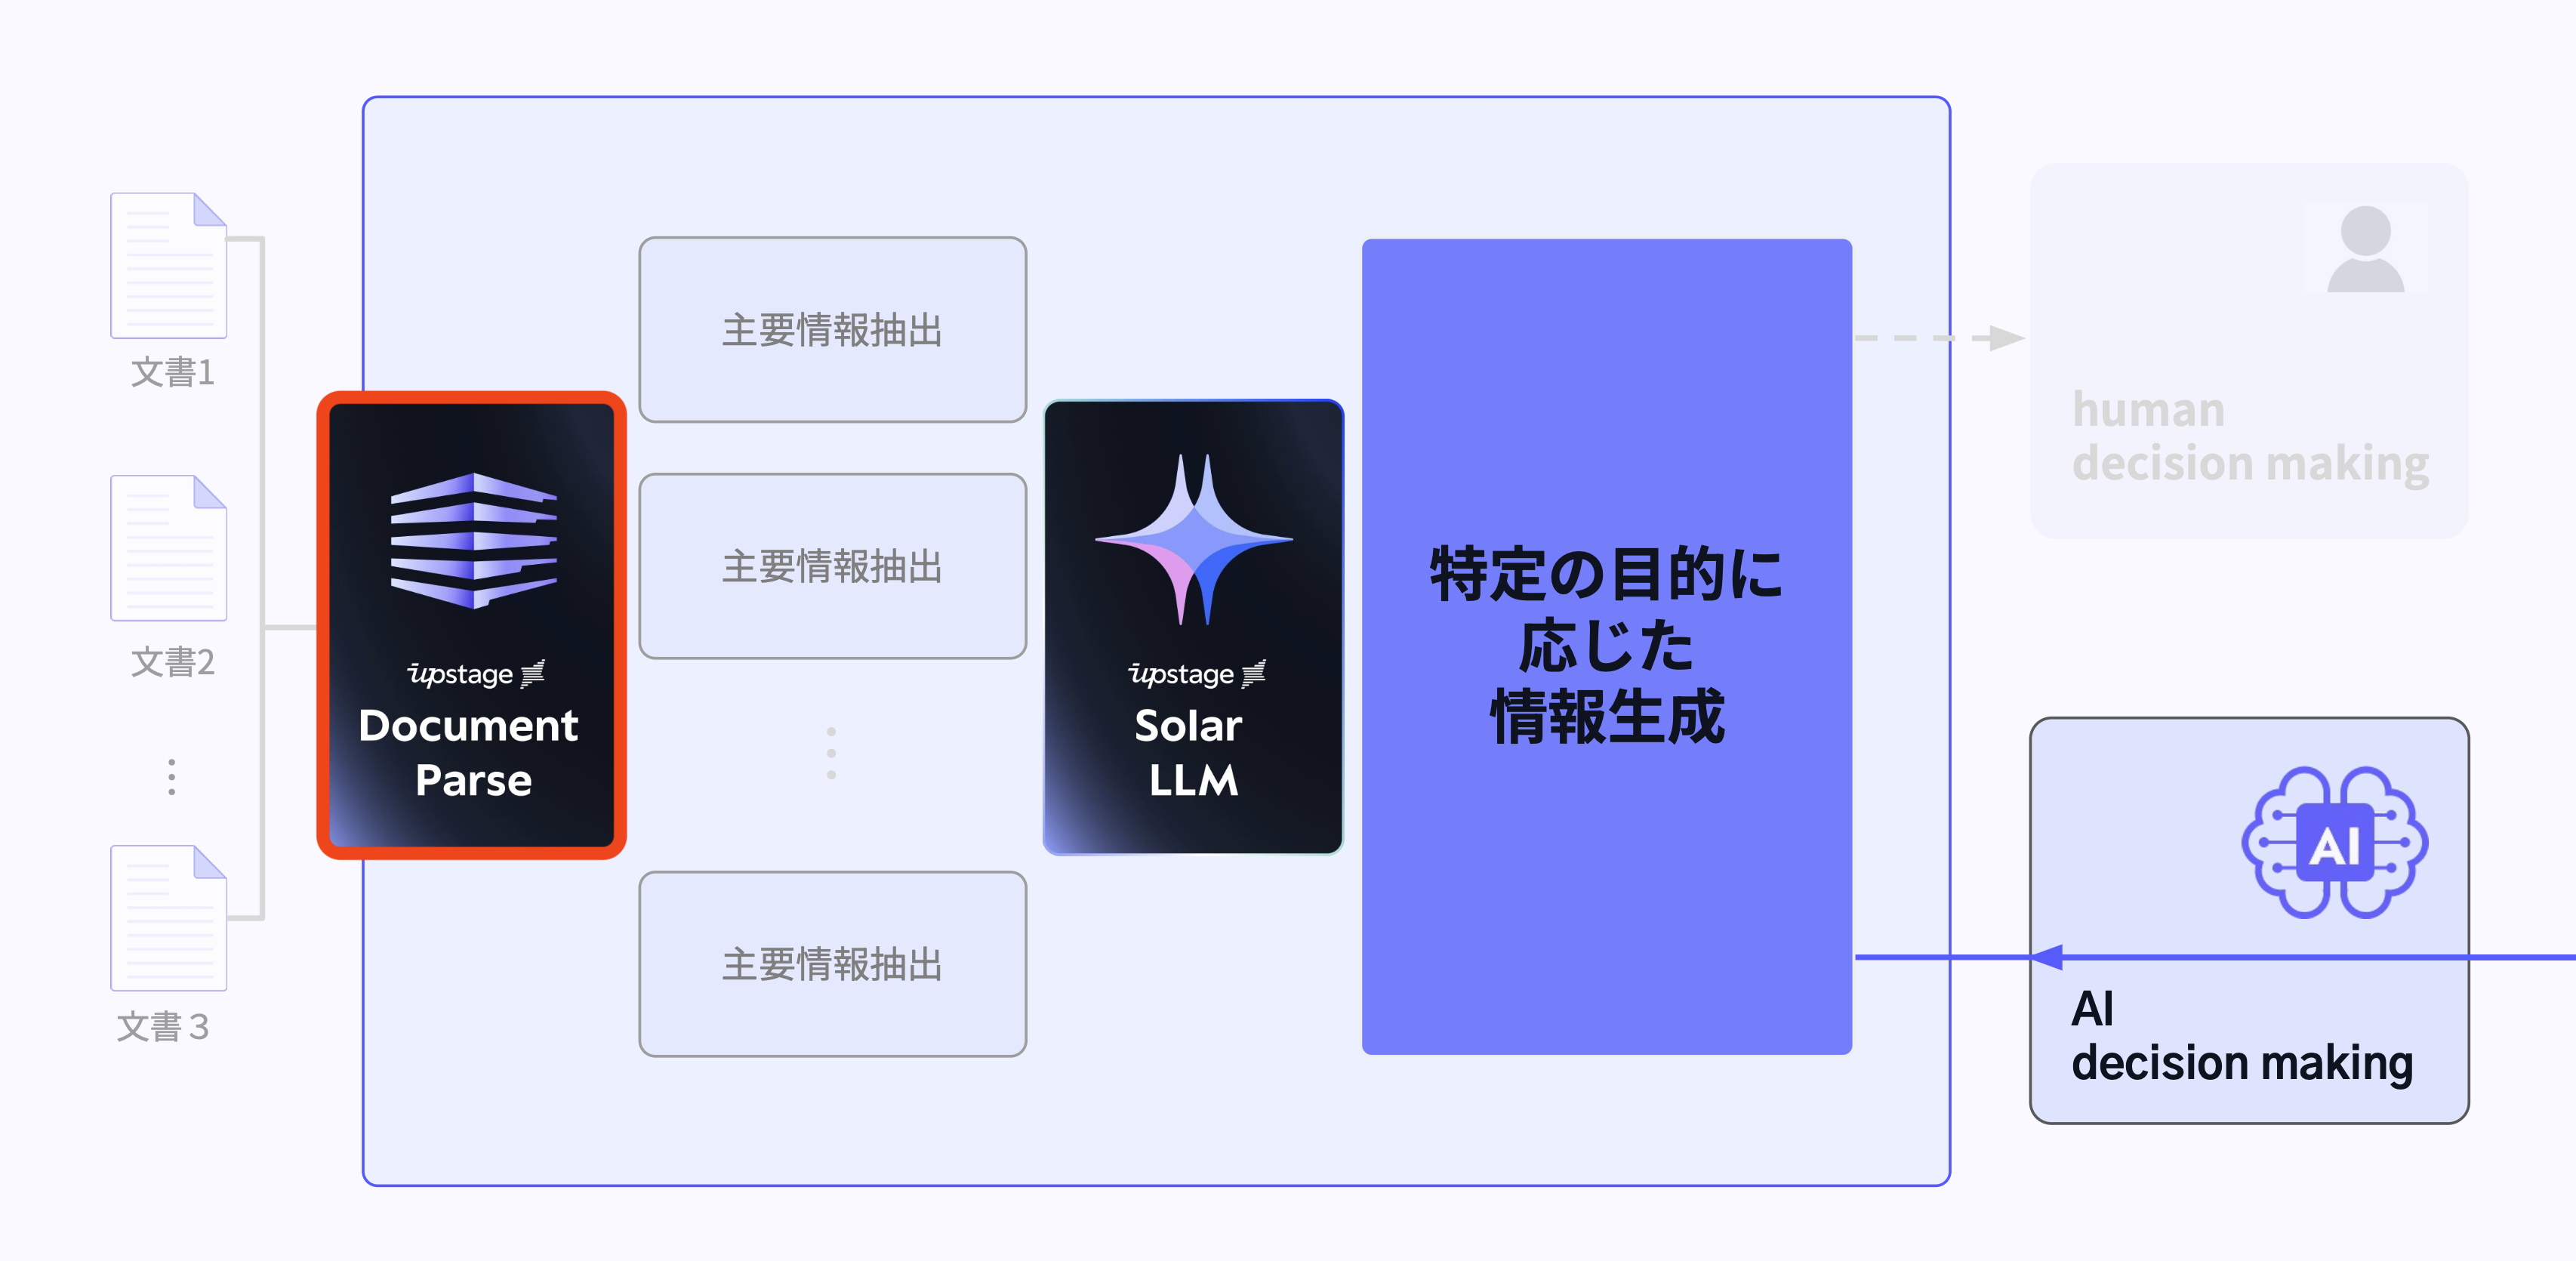 文書1
文書2
文書３
upstage
Document
Parse
主要情報抽出
主要情報抽出
主要情報抽出
upstage
Solar
LLM
特定の目的に
応じた
情報生成
human
decision making
AI
AI
decision making